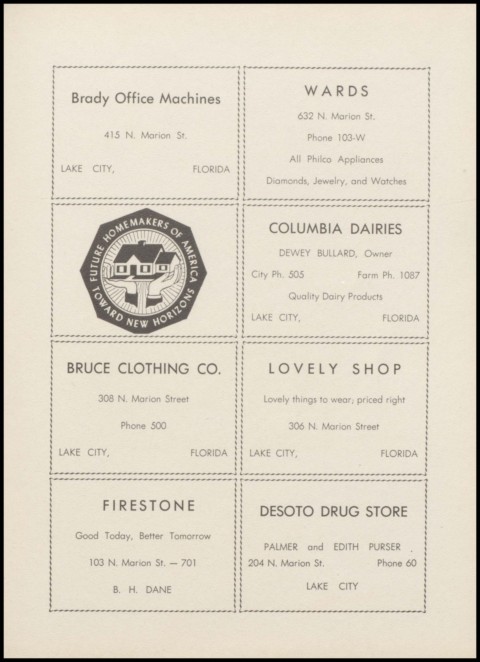 Brady Office Machines
415 N. Marion St.
LAKE CITY, FLORIDA
WARDS
632 N. Marion St.
Phone 103-W
All Philco Appliances
Diamonds, Jewelry, and Watches
FUTURE HOMEMAKERS OF AMERICA
TOWARD NEW HORIZONS
COLUMBIA DAIRIES
DEWEY BULLARD, Owner
City Ph. 505 Farm Ph. 1087
Quality Dairy Products
LAKE CITY, FLORIDA
BRUCE CLOTHING CO.
308 N. Marion Street
Phone 500
LAKE CITY, FLORIDA
LOVELY SHOP
Lovely things to wear; priced right
306 N. Marion Street
LAKE CITY, FLORIDA
FIRESTONE
Good Today, Better Tomorrow
103 N. Marion St. — 701
B. H. DANE
DESOTO DRUG STORE
PALMER and EDITH PURSER
204 N. Marion St. Phone 60
LAKE CITY